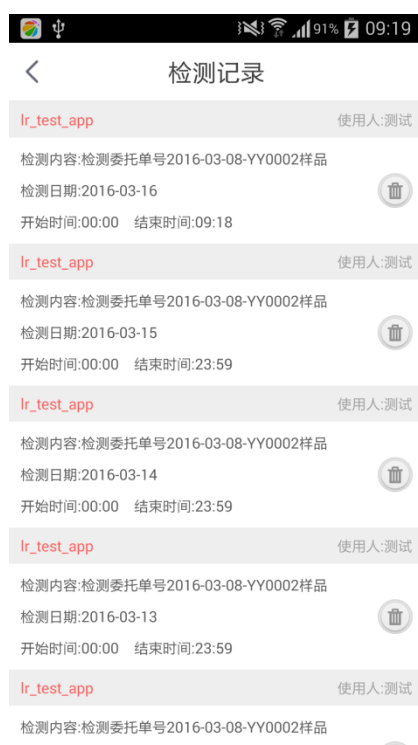 91% 09:19
检测记录
lr_test_app 使用人:测试
检测内容:检测委托单号2016-03-08-YY0002样品
检测日期:2016-03-16
开始时间:00:00 结束时间:09:18
lr_test_app 使用人:测试
检测内容:检测委托单号2016-03-08-YY0002样品
检测日期:2016-03-15
开始时间:00:00 结束时间:23:59
lr_test_app 使用人:测试
检测内容:检测委托单号2016-03-08-YY0002样品
检测日期:2016-03-14
开始时间:00:00 结束时间:23:59
lr_test_app 使用人:测试
检测内容:检测委托单号2016-03-08-YY0002样品
检测日期:2016-03-13
开始时间:00:00 结束时间:23:59
lr_test_app 使用人:测试
检测内容:检测委托单号2016-03-08-YY0002样品